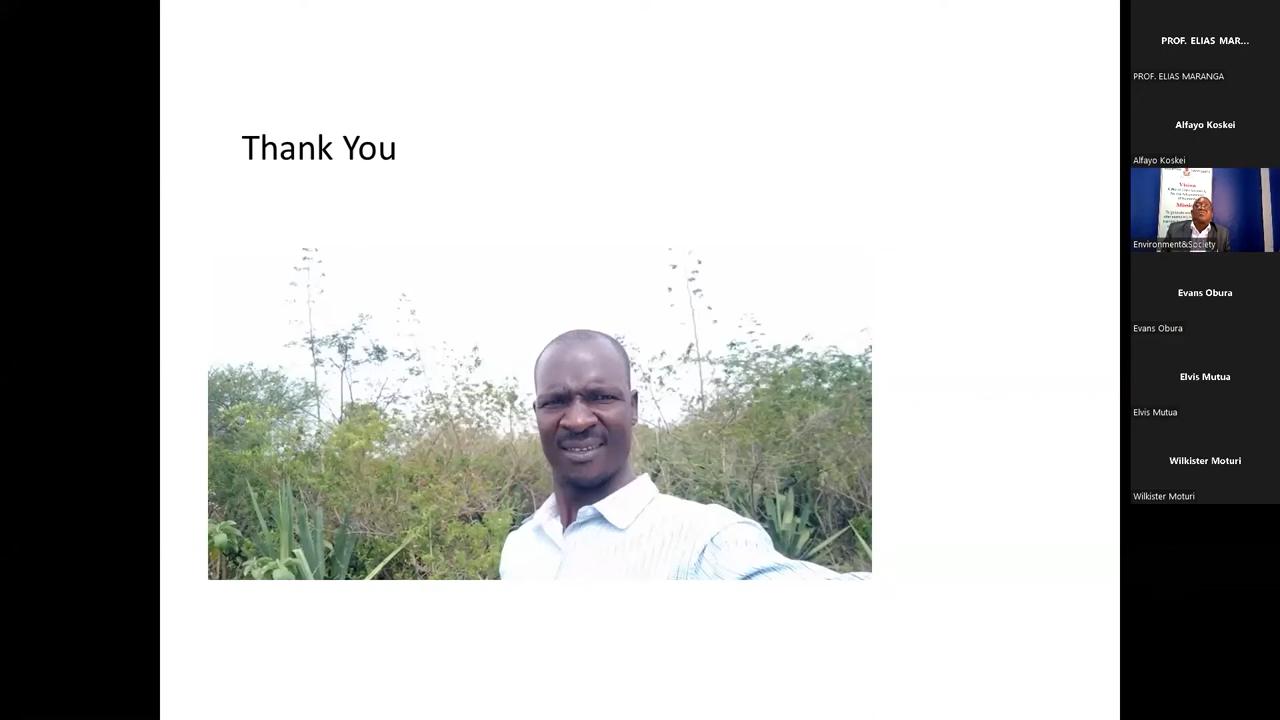 Thank You
PROF. ELIAS MAR...
PROF. ELIAS MARANGA
Alfayo Koskei
Alfayo Koskei
Vision
Environment&Society
Evans Obura
Evans Obura
Elvis Mutua
Elvis Mutua
Wilkister Moturi
Wilkister Moturi